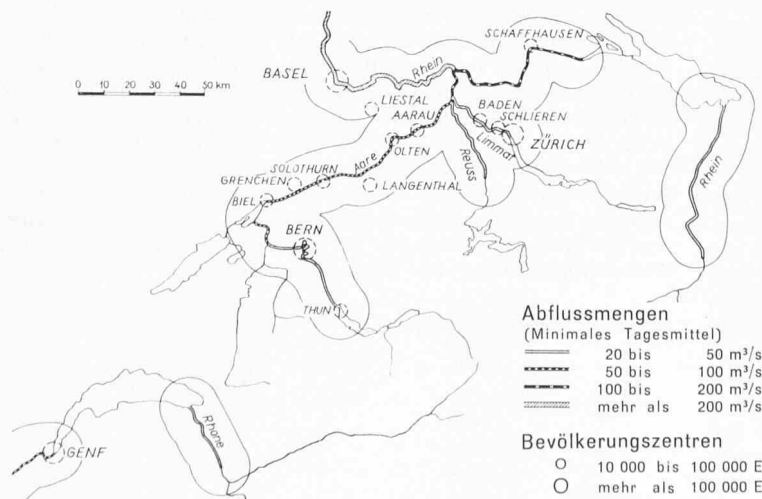 SCHAFFHAUSEN
Rhein
BASEL
0 10 20 30 40 50 km
LIESTAL
AARAU
BADEN
SCHLIEREN
ZÜRICH
Limmat
OLTEN
Reuss
Aare
SOLOTHURN
GRENCHEN
LANGENTHAL
BIEL
Rhein
BERN
THUN
Abflussmengen
(Minimales Tagesmittel)
20 bis 50 m³/s
50 bis 100 m³/s
100 bis 200 m³/s
mehr als 200 m³/s
Rhone
GENF
Bevölkerungszentren
10 000 bis 100 000 E
mehr als 100 000 E